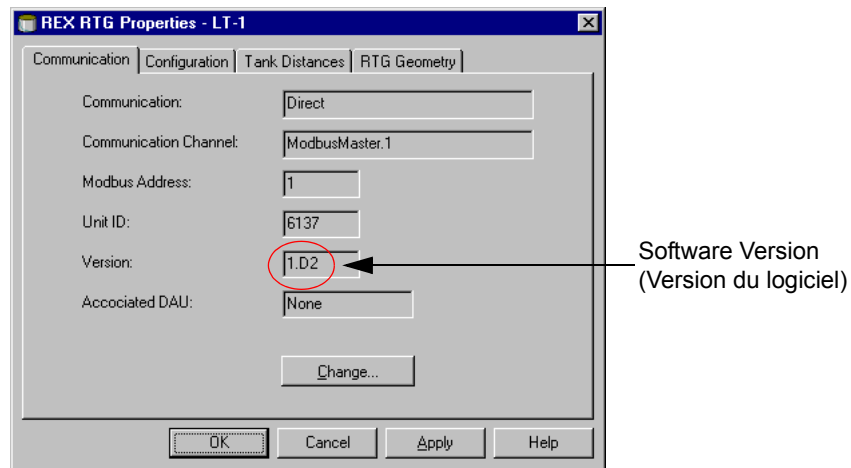 REX RTG Properties - LT-1
Communication Configuration Tank Distances RTG Geometry
Communication: Direct
Communication Channel: ModbusMaster.1
Modbus Address: 1
Unit ID: 6137
Version: 1.D2
Accociated DAU: None
Change...
OK Cancel Apply Help
Software Version
(Version du logiciel)